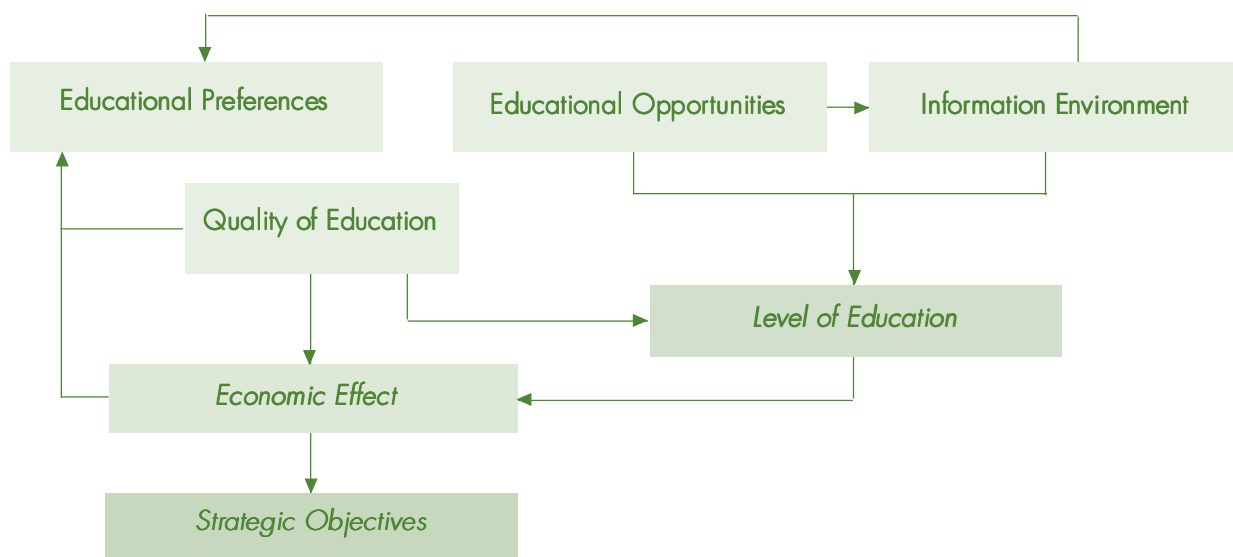 Educational Preferences
Educational Opportunities
Information Environment
Quality of Education
Level of Education
Economic Effect
Strategic Objectives